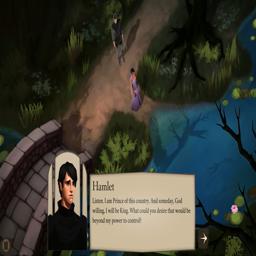 Hamlet
Listen. I am Prince of this country. And someday, God
willing, I will be King. What could you desire that would be
beyond my power to control?